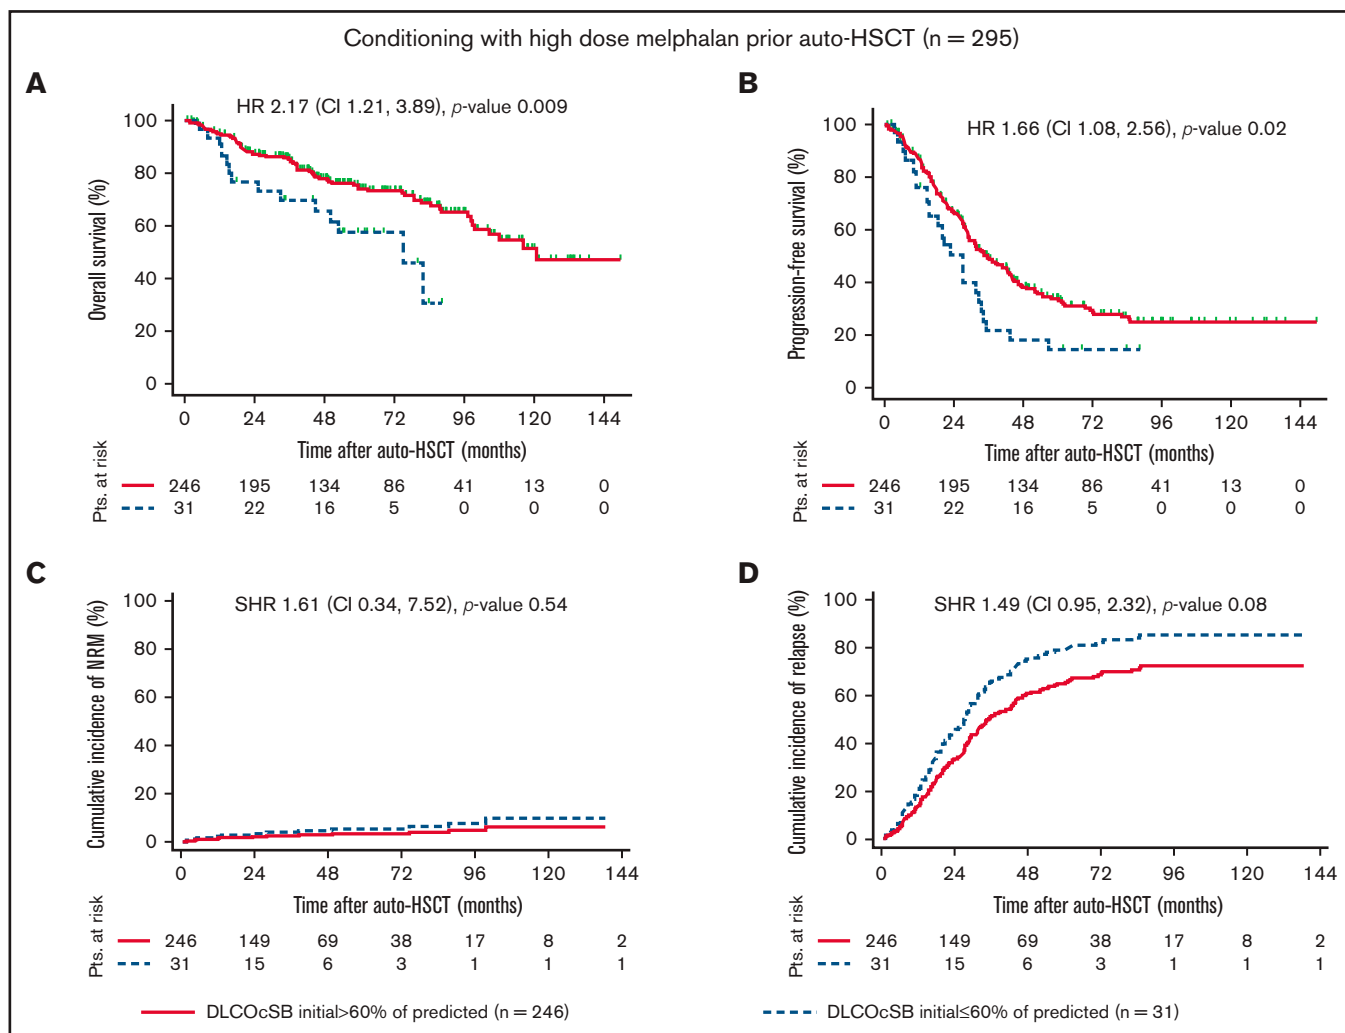 Conditioning with high dose melphalan prior auto-HSCT (n = 295)
A
HR 2.17 (CI 1.21, 3.89), p-value 0.009
Overall survival (%)
100
80
60
40
20
0
0 24 48 72 96 120 144
Time after auto-HSCT (months)
Pts. at risk
246 195 134 86 41 13 0
31 22 16 5 0 0 0
B
HR 1.66 (CI 1.08, 2.56), p-value 0.02
Progression-free survival (%)
100
80
60
40
20
0
0 24 48 72 96 120 144
Time after auto-HSCT (months)
Pts. at risk
246 195 134 86 41 13 0
31 22 16 5 0 0 0
C
SHR 1.61 (CI 0.34, 7.52), p-value 0.54
Cumulative incidence of NRM (%)
100
80
60
40
20
0
0 24 48 72 96 120 144
Time after auto-HSCT (months)
Pts. at risk
246 149 69 38 17 8 2
31 15 6 3 1 1 1
D
SHR 1.49 (CI 0.95, 2.32), p-value 0.08
Cumulative incidence of relapse (%)
100
80
60
40
20
0
0 24 48 72 96 120 144
Time after auto-HSCT (months)
Pts. at risk
246 149 69 38 17 8 2
31 15 6 3 1 1 1
DLCOcSB initial>60% of predicted (n = 246)
DLCOcSB initial≤60% of predicted (n = 31)